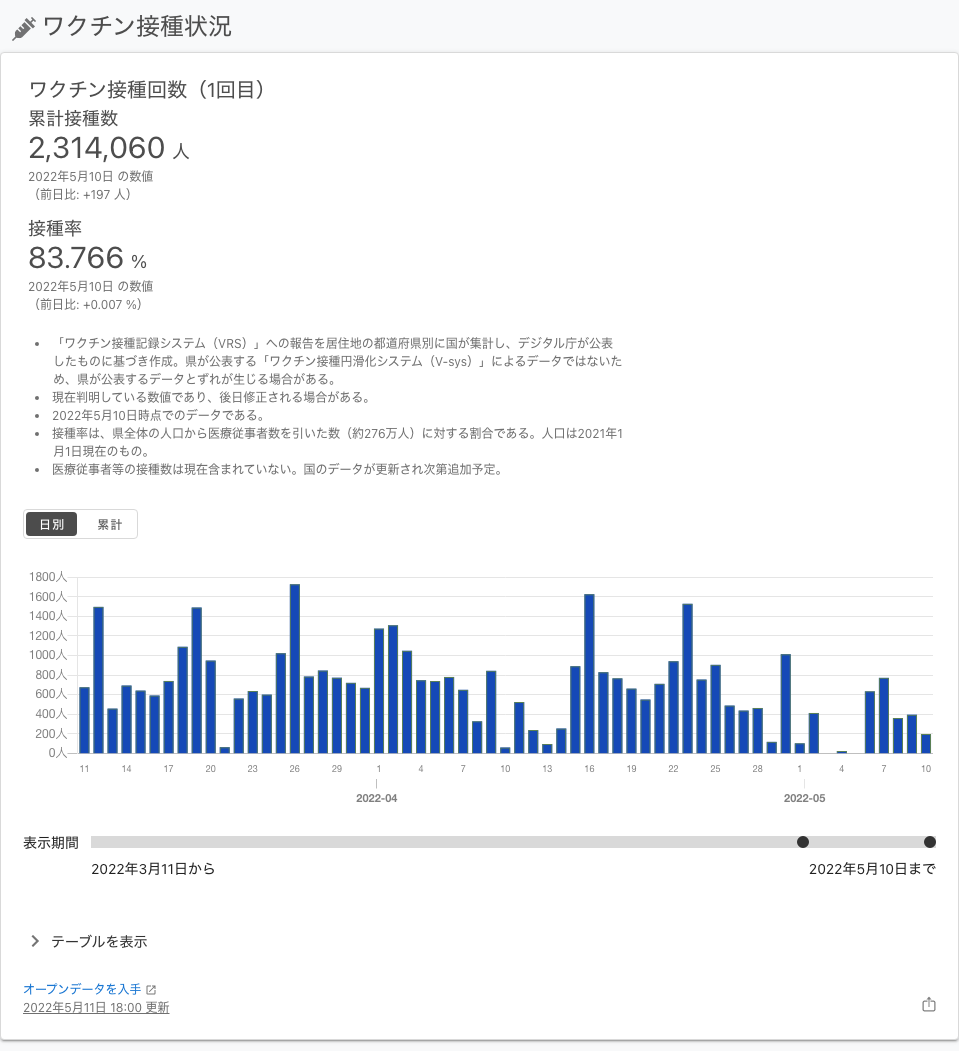 ワクチン接種状況
ワクチン接種回数（1回目）
累計接種数
2,314,060 人
2022年5月10日 の数値
（前日比: +197 人）
接種率
83.766 %
2022年5月10日 の数値
（前日比: +0.007 %）
• 「ワクチン接種記録システム（VRS）」への報告を居住地の都道府県別に国が集計し、デジタル庁が公表
したものに基づき作成。県が公表する「ワクチン接種円滑化システム（V-sys）」によるデータではないた
め、県が公表するデータとずれが生じる場合がある。
• 現在判明している数値であり、後日修正される場合がある。
• 2022年5月10日時点でのデータである。
• 接種率は、県全体の人口から医療従事者数を引いた数（約276万人）に対する割合である。人口は2021年1
月1日現在のもの。
• 医療従事者等の接種数は現在含まれていない。国のデータが更新され次第追加予定。
日別 累計
1800人
1600人
1400人
1200人
1000人
800人
600人
400人
200人
0人
11 14 17 20 23 26 29 1 4 7 10 13 16 19 22 25 28 1 4 7 10
2022-04 2022-05
表示期間
2022年3月11日から 2022年5月10日まで
テーブルを表示
オープンデータを入手
2022年5月11日 18:00 更新